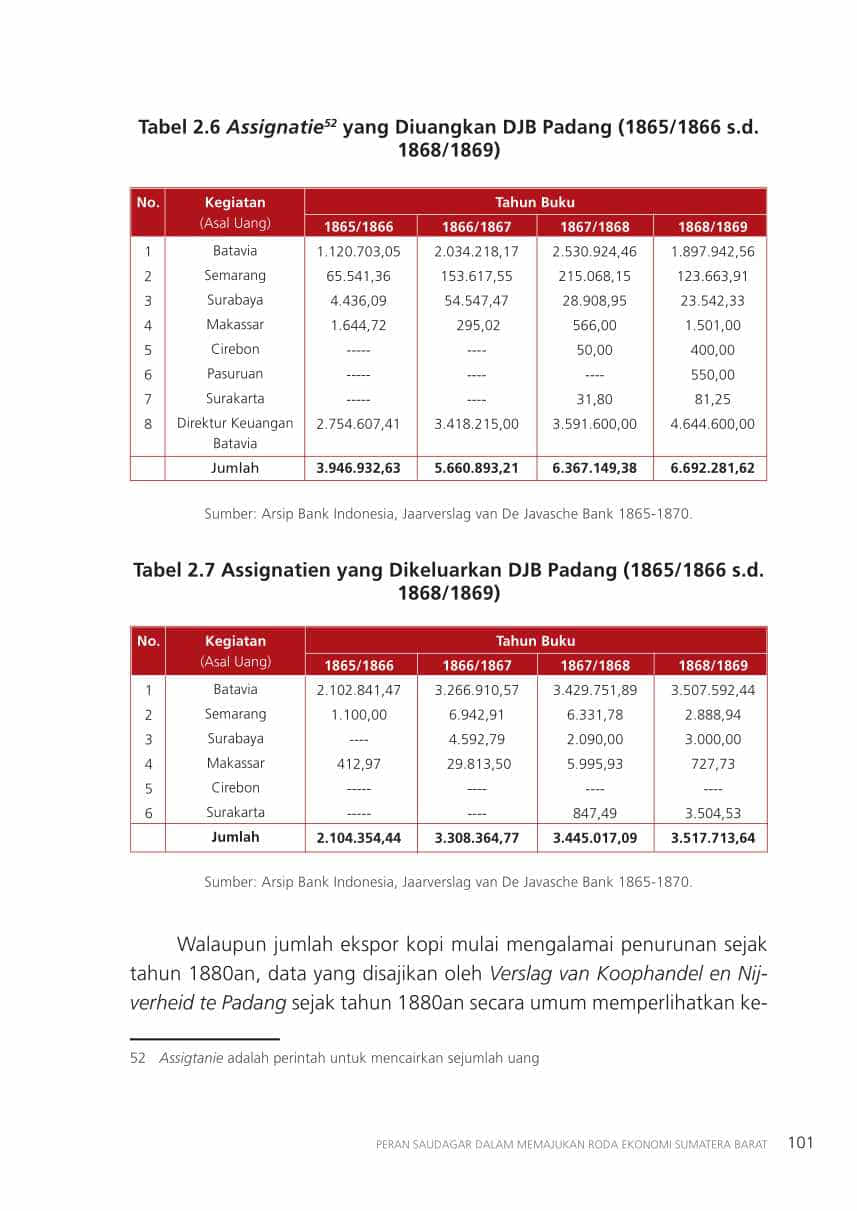 Tabel 2.6 Assignatie52 yang Diuangkan DJB Padang (1865/1866 s.d.
1868/1869)
No. Kegiatan (Asal Uang) Tahun Buku
1865/1866 1866/1867 1867/1868 1868/1869
1 Batavia 1.120.703,05 2.034.218,17 2.530.924,46 1.897.942,56
2 Semarang 65.541,36 153.617,55 215.068,15 123.663,91
3 Surabaya 4.436,09 54.547,47 28.908,95 23.542,33
4 Makassar 1.644,72 295,02 566,00 1.501,00
5 Cirebon ----- ---- 50,00 400,00
6 Pasuruan ----- ---- ---- 550,00
7 Surakarta ----- ---- 31,80 81,25
8 Direktur Keuangan Batavia 2.754.607,41 3.418.215,00 3.591.600,00 4.644.600,00
Jumlah 3.946.932,63 5.660.893,21 6.367.149,38 6.692.281,62
Sumber: Arsip Bank Indonesia, Jaarverslag van De Javasche Bank 1865-1870.
Tabel 2.7 Assignatien yang Dikeluarkan DJB Padang (1865/1866 s.d.
1868/1869)
No. Kegiatan (Asal Uang) Tahun Buku
1865/1866 1866/1867 1867/1868 1868/1869
1 Batavia 2.102.841,47 3.266.910,57 3.429.751,89 3.507.592,44
2 Semarang 1.100,00 6.942,91 6.331,78 2.888,94
3 Surabaya ---- 4.592,79 2.090,00 3.000,00
4 Makassar 412,97 29.813,50 5.995,93 727,73
5 Cirebon ----- ---- ---- ----
6 Surakarta ----- ---- 847,49 3.504,53
Jumlah 2.104.354,44 3.308.364,77 3.445.017,09 3.517.713,64
Sumber: Arsip Bank Indonesia, Jaarverslag van De Javasche Bank 1865-1870.
Walaupun jumlah ekspor kopi mulai mengalamai penurunan sejak
tahun 1880an, data yang disajikan oleh Verslag van Koophandel en Nij-
verheid te Padang sejak tahun 1880an secara umum memperlihatkan ke-
52 Assigtanie adalah perintah untuk mencairkan sejumlah uang
PERAN SAUDAGAR DALAM MEMAJUKAN RODA EKONOMI SUMATERA BARAT 101